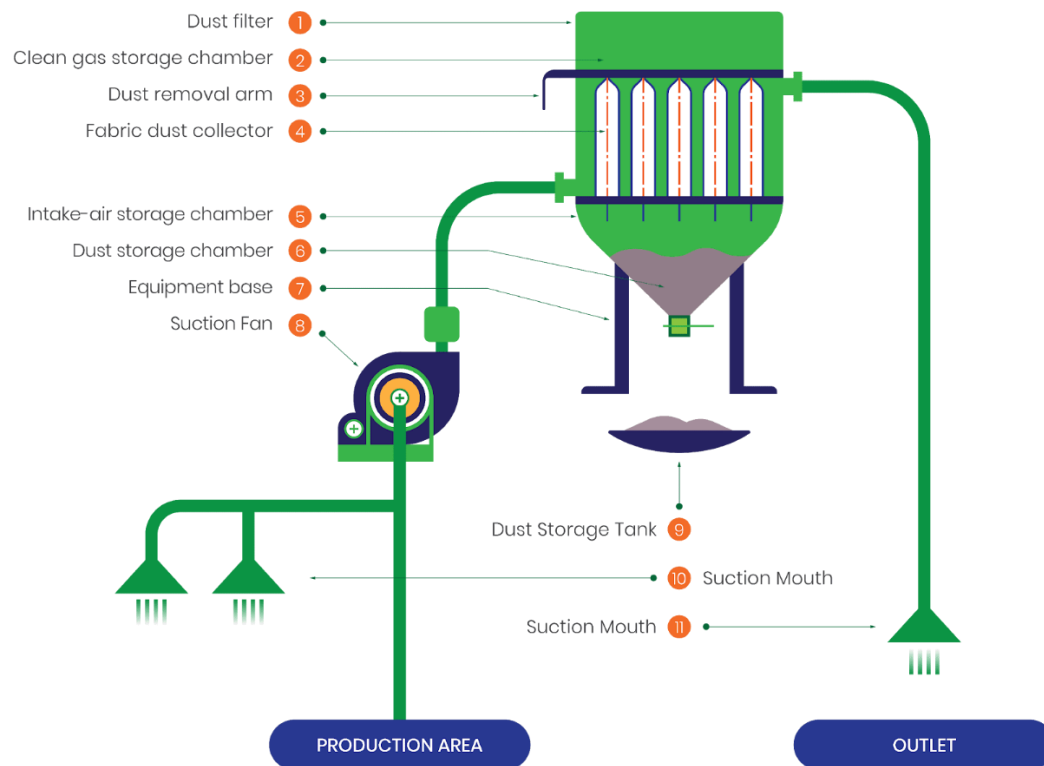 Dust filter 1
Clean gas storage chamber 2
Dust removal arm 3
Fabric dust collector 4
Intake-air storage chamber 5
Dust storage chamber 6
Equipment base 7
Suction Fan 8
Dust Storage Tank 9
10 Suction Mouth
Suction Mouth 11
PRODUCTION AREA
OUTLET